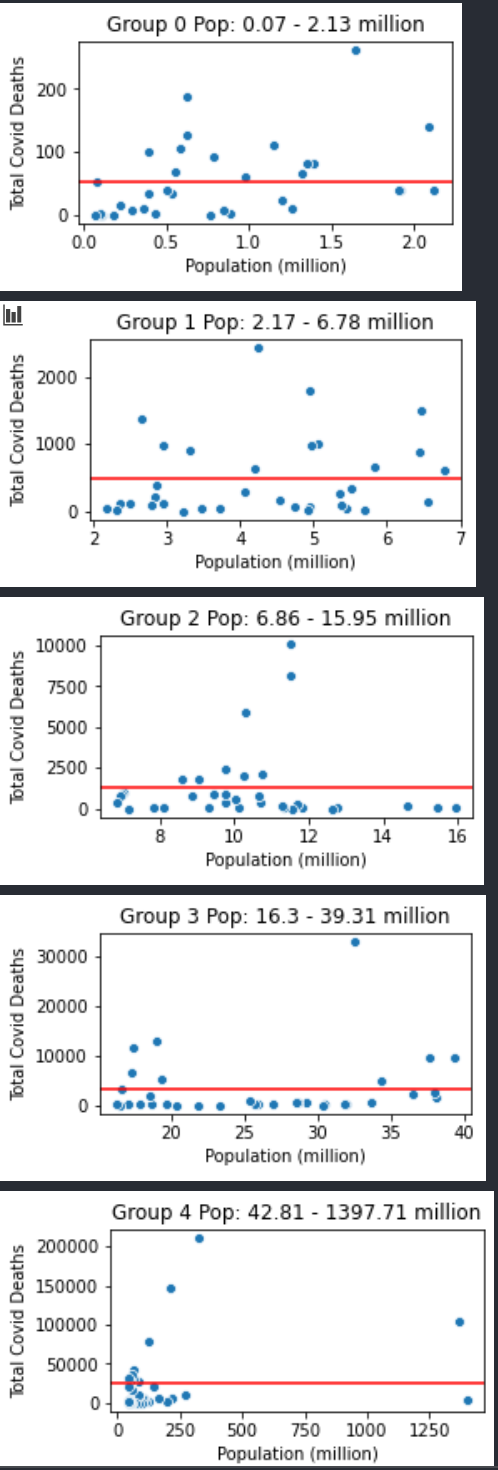 Group 0 Pop: 0.07 - 2.13 million
Total Covid Deaths
200
100
0
0.0 0.5 1.0 1.5 2.0
Population (million)
Group 1 Pop: 2.17 - 6.78 million
Total Covid Deaths
2000
1000
0
2 3 4 5 6 7
Population (million)
Group 2 Pop: 6.86 - 15.95 million
Total Covid Deaths
10000
7500
5000
2500
0
8 10 12 14 16
Population (million)
Group 3 Pop: 16.3 - 39.31 million
Total Covid Deaths
30000
20000
10000
0
20 25 30 35 40
Population (million)
Group 4 Pop: 42.81 - 1397.71 million
Total Covid Deaths
200000
150000
100000
50000
0
0 250 500 750 1000 1250
Population (million)